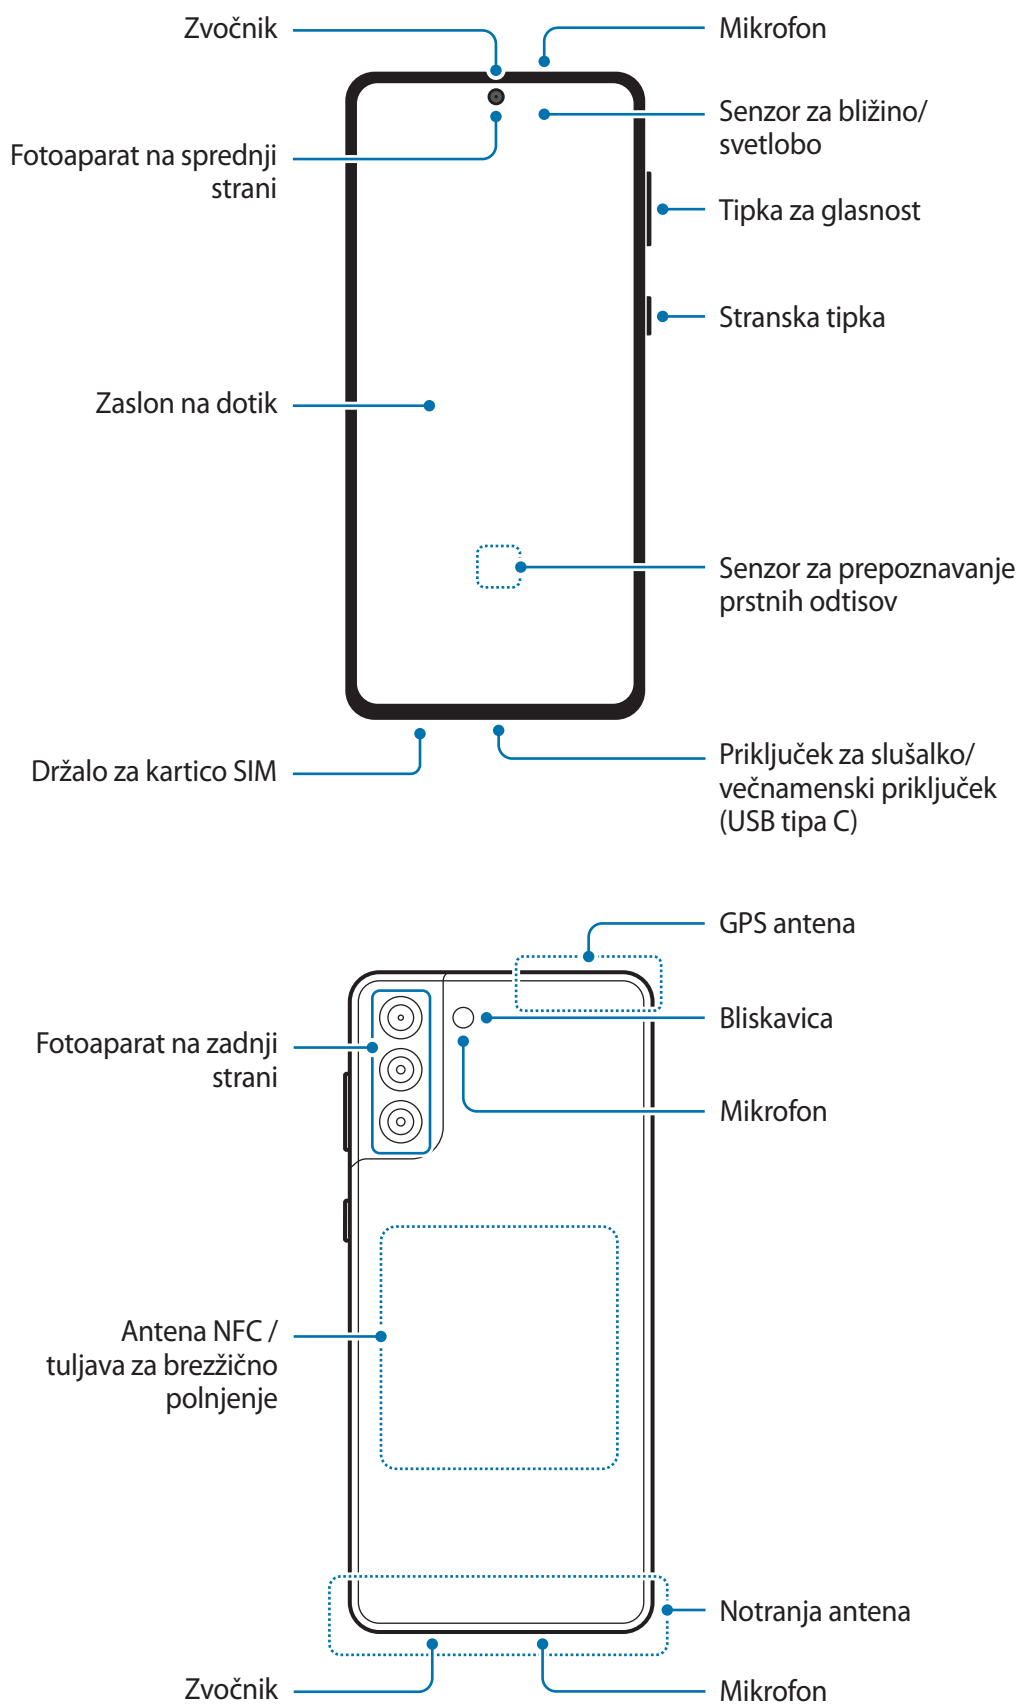 Zvočnik
Mikrofon
Fotoaparat na sprednji
strani
Senzor za bližino/
svetlobo
Tipka za glasnost
Stranska tipka
Zaslon na dotik
Senzor za prepoznavanje
prstnih odtisov
Držalo za kartico SIM
Priključek za slušalko/
večnamenski priključek
(USB tipa C)
GPS antena
Fotoaparat na zadnji
strani
Bliskavica
Mikrofon
Antena NFC /
tuljava za brezžično
polnjenje
Notranja antena
Zvočnik
Mikrofon